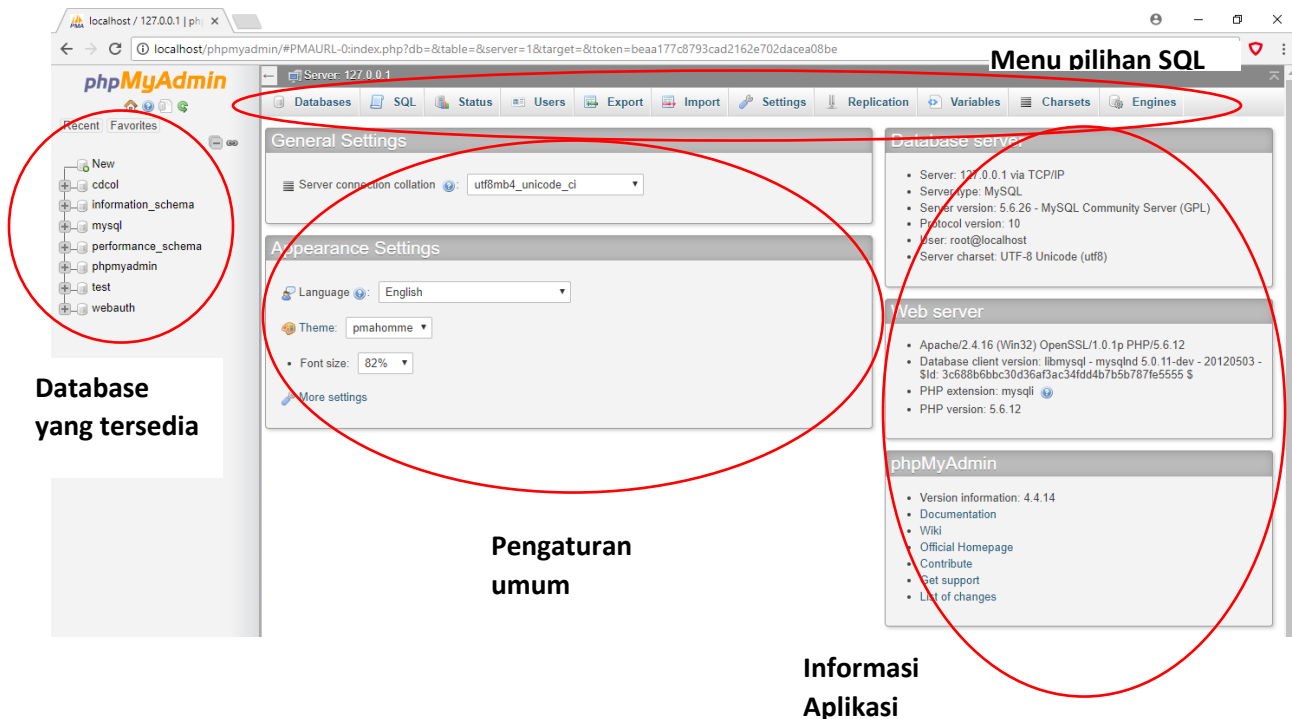 localhost / 127.0.0.1 | ph
localhost/phpmyadmin/#PMAURL-0:index.php?db=&table=&server=1&target=&token=beaa177c8793cad2162e702dacea08be
Menu pilihan SQL
phpMyAdmin
Server: 127.0.0.1
Databases SQL Status Users Export Import Settings Replication Variables Charsets Engines
Recent Favorites
New
cdcol
information_schema
mysql
performance_schema
phpmyadmin
test
webauth
Database
yang tersedia
General Settings
Server connection collation : utf8mb4_unicode_ci
Appearance Settings
Language : English
Theme: pmahomme
Font size: 82%
More settings
Pengaturan
umum
Database server
Server: 127.0.0.1 via TCP/IP
Server type: MySQL
Server version: 5.6.26 - MySQL Community Server (GPL)
Protocol version: 10
User: root@localhost
Server charset: UTF-8 Unicode (utf8)
Web server
Apache/2.4.16 (Win32) OpenSSL/1.0.1p PHP/5.6.12
Database client version: libmysql - mysqlnd 5.0.11-dev - 20120503 -
$Id: 3c688b6bbc30d36af3ac34fdd4b7b5b787fe5555 $
PHP extension: mysqli
PHP version: 5.6.12
phpMyAdmin
Version information: 4.4.14
Documentation
Wiki
Official Homepage
Contribute
Get support
List of changes
Informasi
Aplikasi